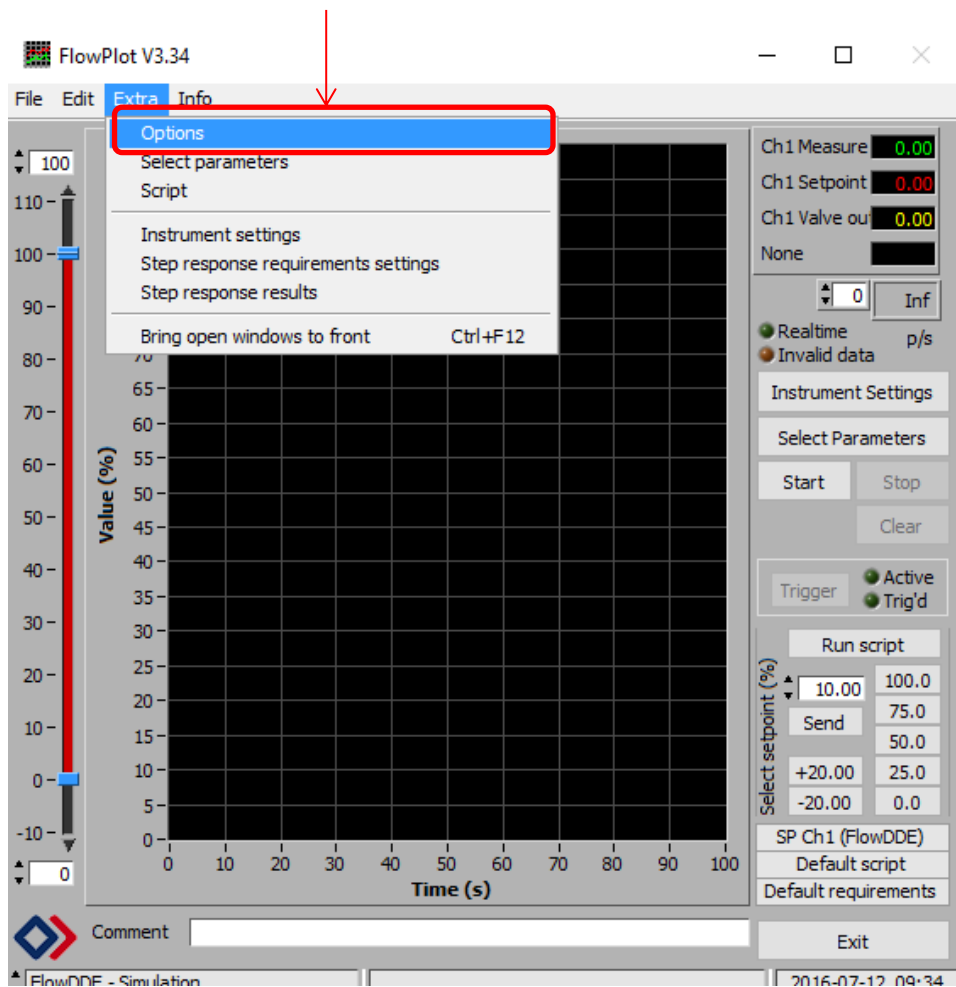 FlowPlot V3.34
File Edit Extra Info
Options
Select parameters
Script
Instrument settings
Step response requirements settings
Step response results
Bring open windows to front Ctrl+F12
100
110
100
90
80
70
60
50
40
30
20
10
0
-10
0
Value (%)
70
65
60
55
50
45
40
35
30
25
20
15
10
5
0
0 10 20 30 40 50 60 70 80 90 100
Time (s)
Ch1 Measure 0.00
Ch1 Setpoint 0.00
Ch1 Valve ou 0.00
None
0 Inf
Realtime p/s
Invalid data
Instrument Settings
Select Parameters
Start Stop
Clear
Trigger Active
Trig'd
Run script
Select setpoint (%)
10.00 100.0
Send 75.0
50.0
+20.00 25.0
-20.00 0.0
SP Ch1 (FlowDDE)
Default script
Default requirements
Comment
Exit
FlowDDE - Simulation 2016-07-12 09:34